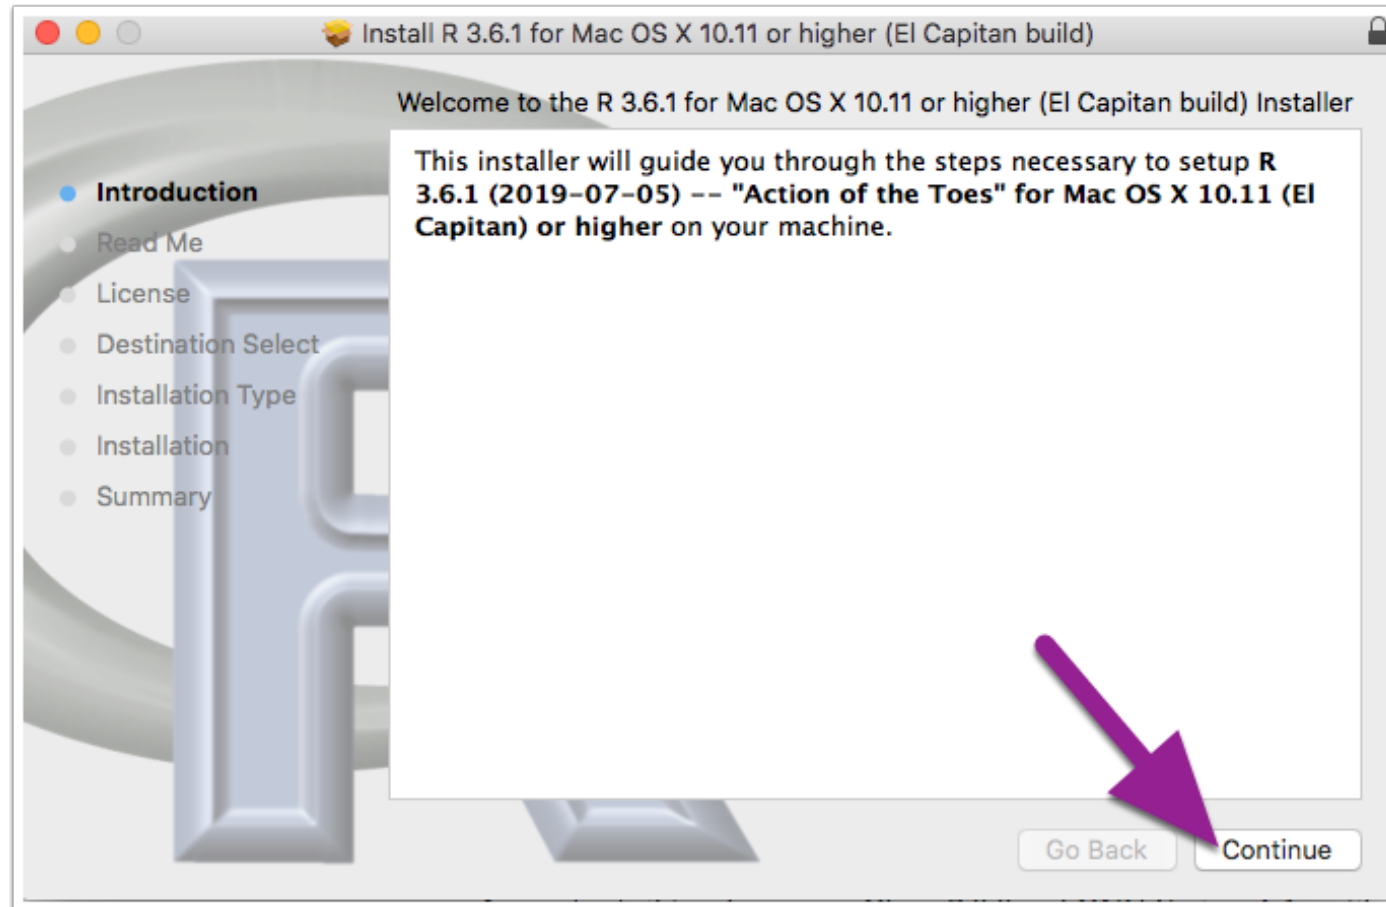 Install R 3.6.1 for Mac OS X 10.11 or higher (El Capitan build)
Welcome to the R 3.6.1 for Mac OS X 10.11 or higher (El Capitan build) Installer
Introduction
Read Me
License
Destination Select
Installation Type
Installation
Summary
This installer will guide you through the steps necessary to setup R
3.6.1 (2019-07-05) -- "Action of the Toes" for Mac OS X 10.11 (El
Capitan) or higher on your machine.
R
Go Back
Continue